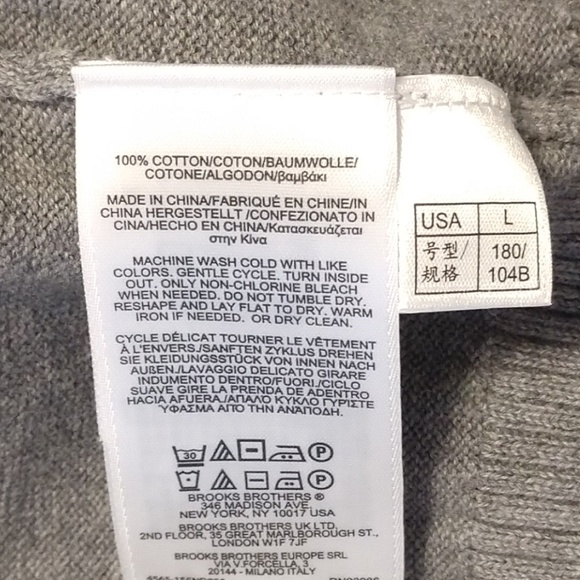 100% COTTON/COTON/BAUMWOLLE/
COTONE/ALGODON/βαμβάκι
MADE IN CHINA/FABRIQUÉ EN CHINE/IN
CHINA HERGESTELLT /CONFEZIONATO IN
CINA/HECHO EN CHINA/Κατασκευάζεται
στην Κίνα
MACHINE WASH COLD WITH LIKE
COLORS. GENTLE CYCLE. TURN INSIDE
OUT. ONLY NON-CHLORINE BLEACH
WHEN NEEDED. DO NOT TUMBLE DRY.
RESHAPE AND LAY FLAT TO DRY. WARM
IRON IF NEEDED. OR DRY CLEAN.
CYCLE DÉLICAT TOURNER LE VÊTEMENT
À L'ENVERS./SANFTEN ZYKLUS DREHEN
SIE KLEIDUNGSSTÜCK VON INNEN NACH
AUßEN./LAVAGGIO DELICATO GIRARE
INDUMENTO DENTRO/FUORI./CICLO
SUAVE GIRE LA PRENDA DE ADENTRO
HACIA AFUERA./ΑΠΑΛΟ ΚΥΚΛΟ ΓΥΡΙΣΤΕ
ΎΦΑΣΜΑ ΑΠΟ ΤΗΝ ΑΝΑΠΟΔΗ.
30 P
P
BROOKS BROTHERS ®
346 MADISON AVE.
NEW YORK, NY 10017 USA
BROOKS BROTHERS UK LTD.
2ND FLOOR, 35 GREAT MARLBOROUGH ST.,
LONDON W1F 7JF
BROOKS BROTHERS EUROPE SRL
VIA V.FORCELLA, 3
20144 - MILANO ITALY
USA L
号型/ 180/
规格 104B